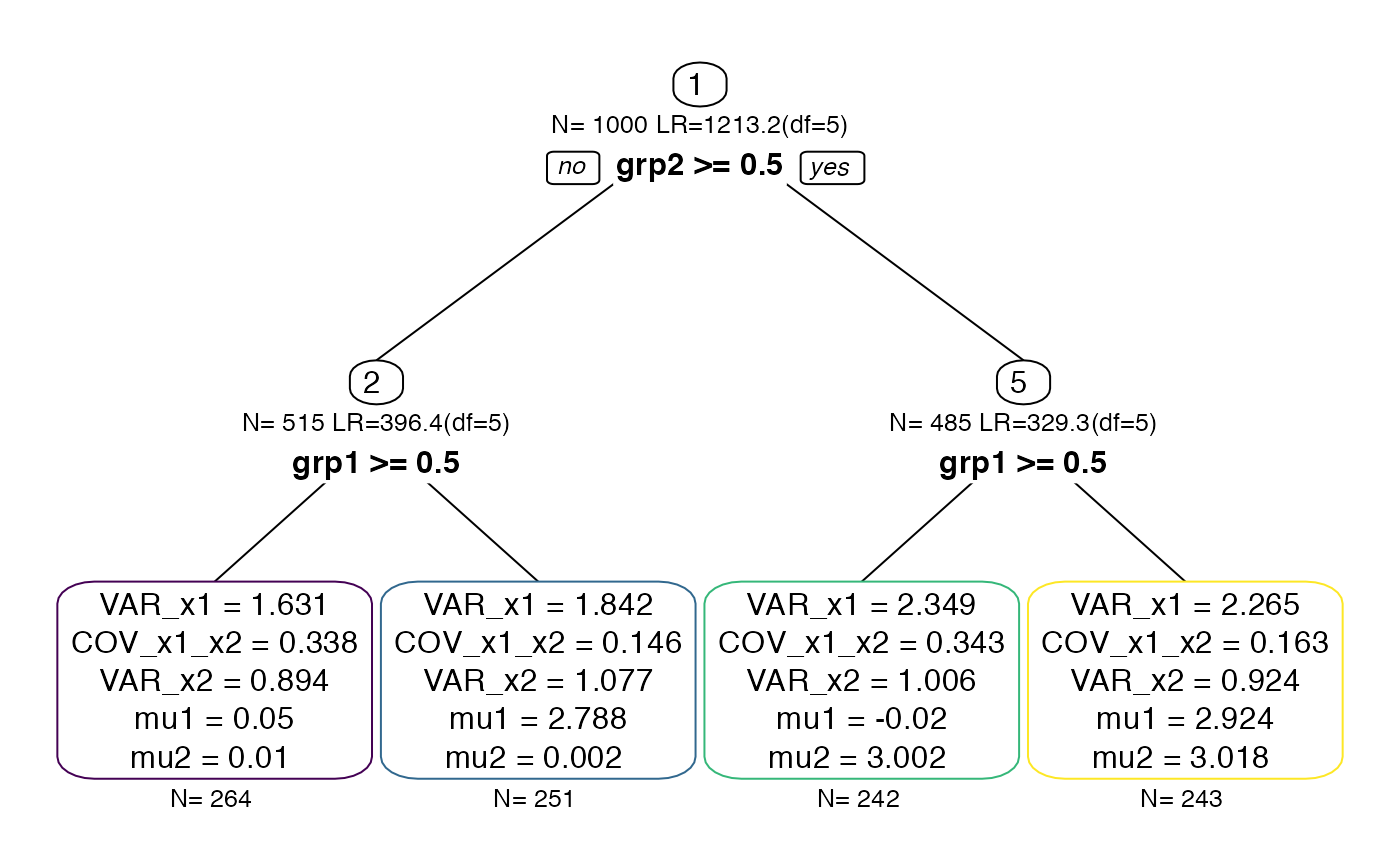 1
N= 1000 LR=1213.2(df=5)
no grp2 >= 0.5 yes
2
N= 515 LR=396.4(df=5)
grp1 >= 0.5
5
N= 485 LR=329.3(df=5)
grp1 >= 0.5
VAR_x1 = 1.631
COV_x1_x2 = 0.338
VAR_x2 = 0.894
mu1 = 0.05
mu2 = 0.01
N= 264
VAR_x1 = 1.842
COV_x1_x2 = 0.146
VAR_x2 = 1.077
mu1 = 2.788
mu2 = 0.002
N= 251
VAR_x1 = 2.349
COV_x1_x2 = 0.343
VAR_x2 = 1.006
mu1 = -0.02
mu2 = 3.002
N= 242
VAR_x1 = 2.265
COV_x1_x2 = 0.163
VAR_x2 = 0.924
mu1 = 2.924
mu2 = 3.018
N= 243